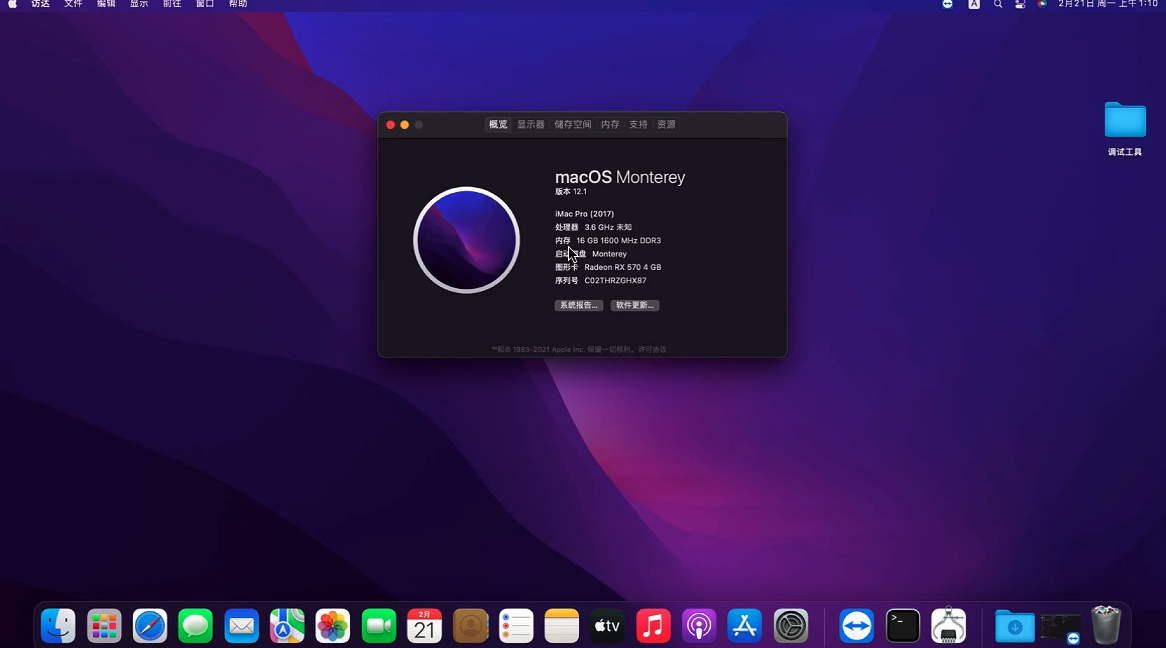 访达 文件 编辑 显示 前往 窗口 帮助
A
2月21日 周一 上午1:10
调试工具
概览 显示器 储存空间 内存 支持 资源
macOS Monterey
版本 12.1
iMac Pro (2017)
处理器 3.6 GHz 未知
内存 16 GB 1600 MHz DDR3
启动磁盘 Monterey
图形卡 Radeon RX 570 4 GB
序列号 C02THRZGHX87
系统报告... 软件更新...
™和© 1983-2021 Apple Inc. 保留一切权利。许可协议
2月
21
tv
>_